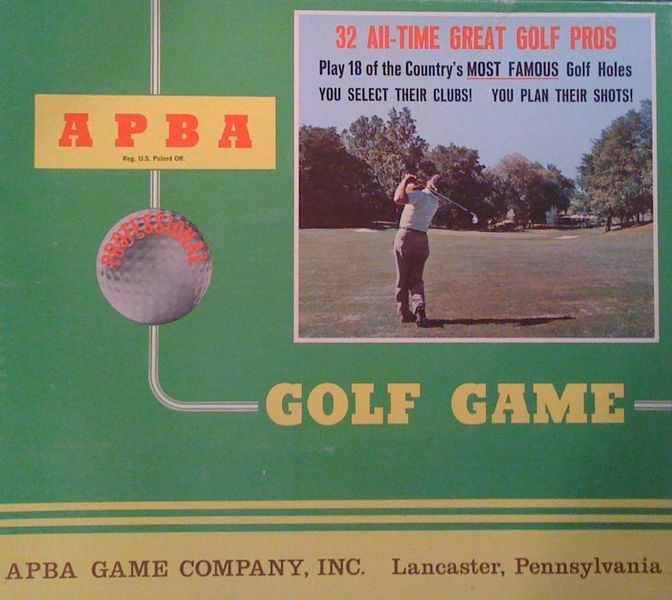 32 All-TIME GREAT GOLF PROS
Play 18 of the Country's MOST FAMOUS Golf Holes
YOU SELECT THEIR CLUBS! YOU PLAN THEIR SHOTS!
APBA
Reg. U.S. Patent Off.
PROFESSIONAL
GOLF GAME
APBA GAME COMPANY, INC. Lancaster, Pennsylvania